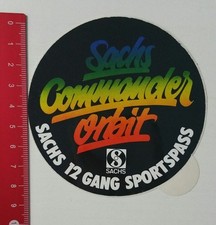 Sachs
Commander
Orbit
SACHS
SACHS 12 GANG SPORTSPASS